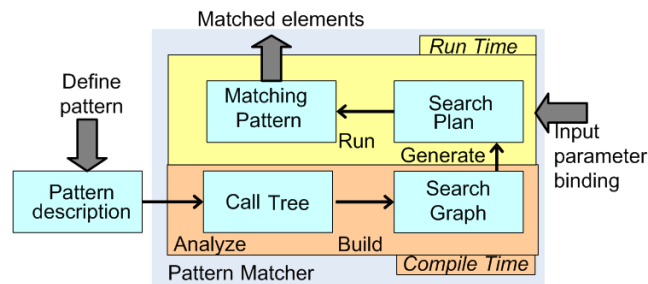 Matched elements
Run Time
Define
pattern
Matching
Pattern
Search
Plan
Run
Input
parameter
binding
Generate
Pattern
description
Call Tree
Search
Graph
Analyze
Build
Compile Time
Pattern Matcher